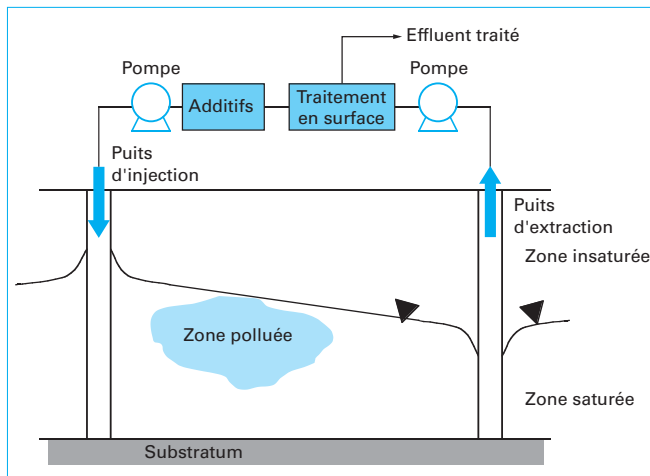 Effluent traité
Pompe
Pompe
Additifs
Traitement
en surface
Puits
d'injection
Puits
d'extraction
Zone insaturée
Zone polluée
Zone saturée
Substratum